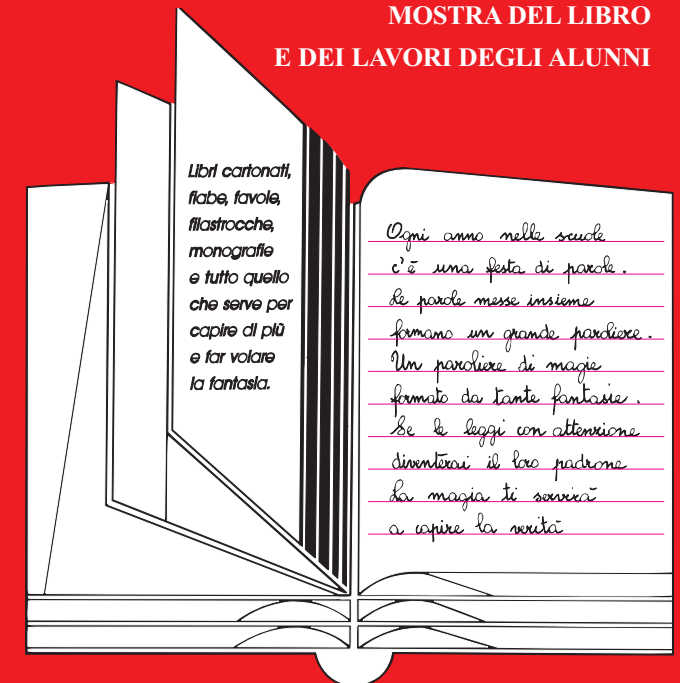 MOSTRA DEL LIBRO
E DEI LAVORI DEGLI ALUNNI
Libri cartonati,
fiabe, favole,
filastrocche,
monografie
e tutto quello
che serve per
capire di più
e far volare
la fantasia.
Ogni anno nelle scuole
c'è una festa di parole.
Le parole messe insieme
formano un grande paroliere.
Un paroliere di magie
formato da tante fantasie.
Se le leggi con attenzione
diventerai il loro padrone
La magia ti servirà
a capire la verità